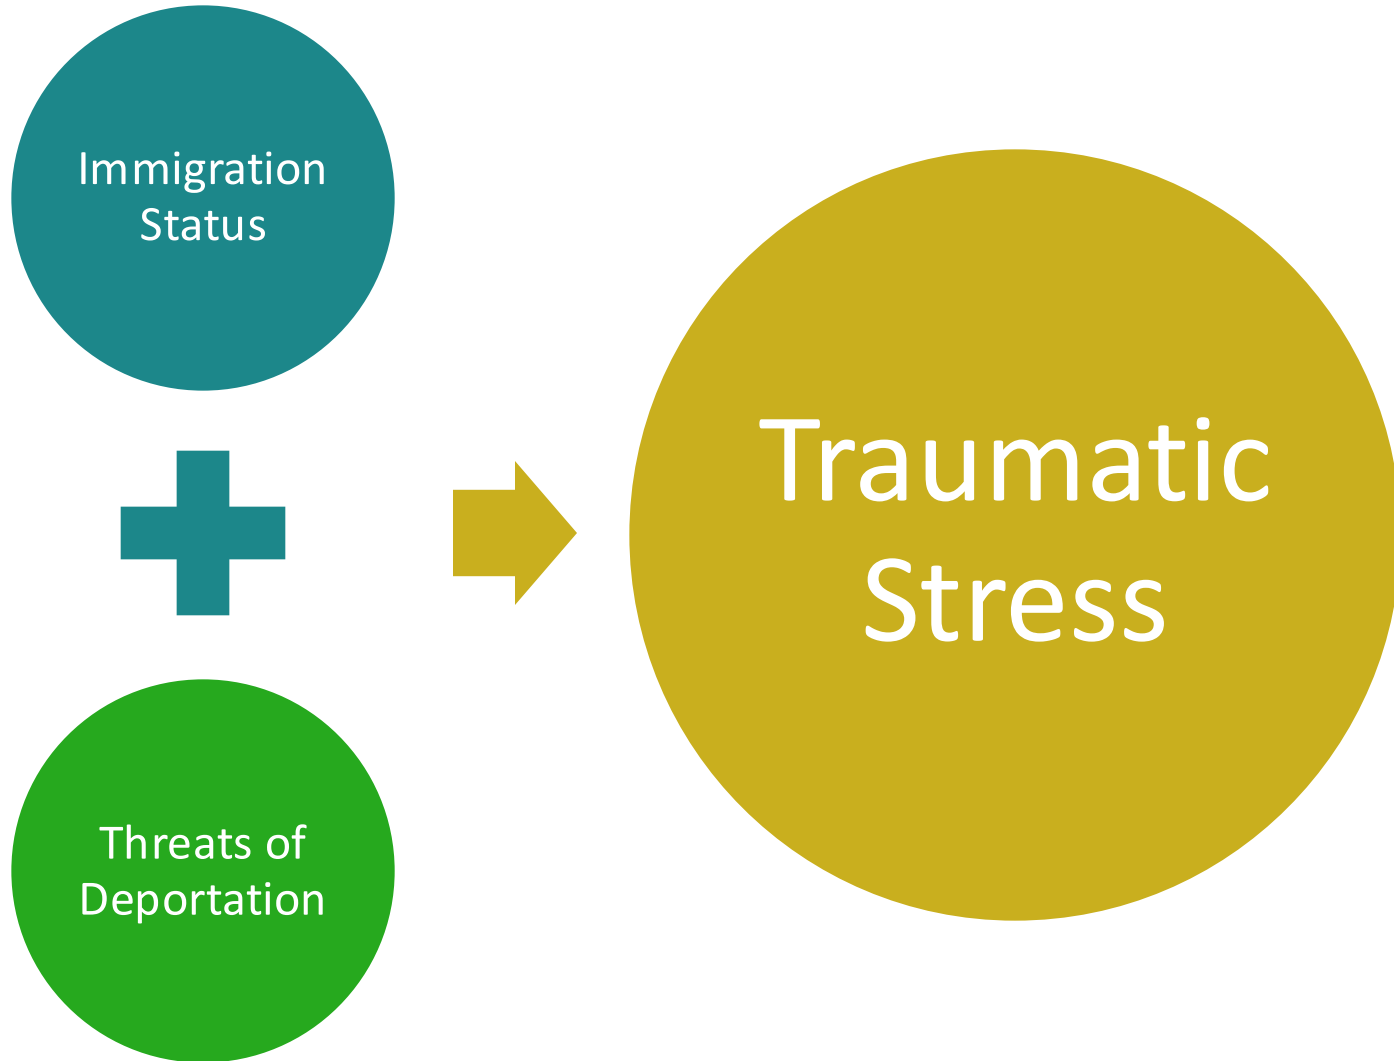 Immigration
Status
Threats of
Deportation
Traumatic
Stress